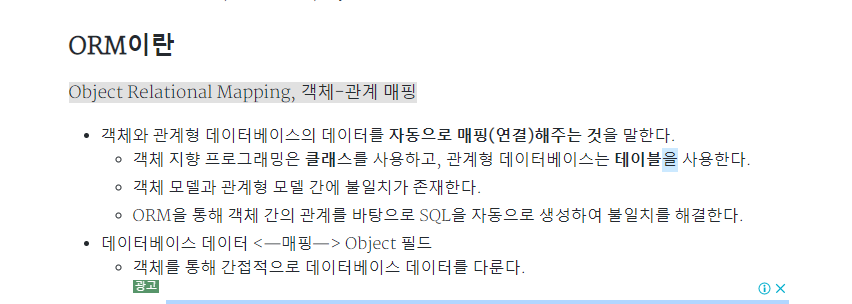 ORM이란
Object Relational Mapping, 객체-관계 매핑
객체와 관계형 데이터베이스의 데이터를 자동으로 매핑(연결)해주는 것을 말한다.
객체 지향 프로그래밍은 클래스를 사용하고, 관계형 데이터베이스는 테이블을 사용한다.
객체 모델과 관계형 모델 간에 불일치가 존재한다.
ORM을 통해 객체 간의 관계를 바탕으로 SQL을 자동으로 생성하여 불일치를 해결한다.
데이터베이스 데이터 <—매핑—> Object 필드
객체를 통해 간접적으로 데이터베이스 데이터를 다룬다.
광고